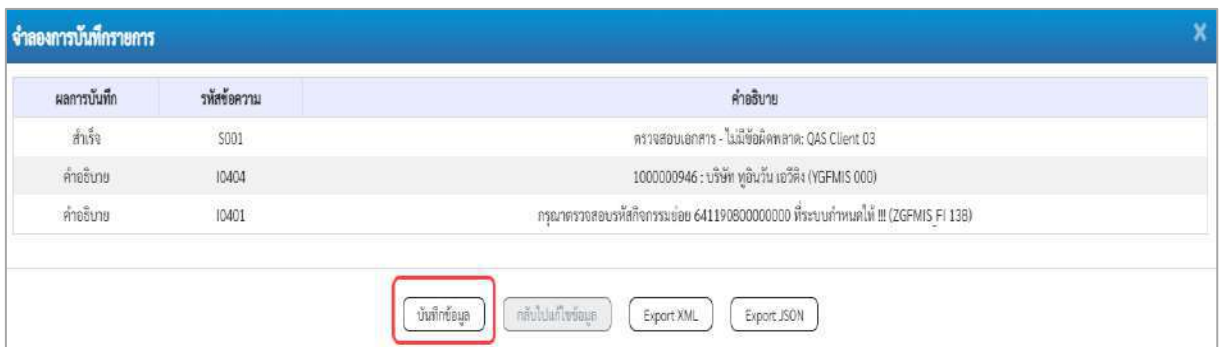 จำลองการบันทึกรายการ X
ผลการบันทึก รหัสข้อความ คำอธิบาย
สำเร็จ S001 ตรวจสอบเอกสาร - ไม่มีข้อผิดพลาด: QAS Client 03
คำอธิบาย I0404 1000000946 : บริษัท ทูอินวัน เอวีคิง (YGFMIS 000)
คำอธิบาย I0401 กรุณาตรวจสอบรหัสกิจกรรมย่อย 641190800000000 ที่ระบบกำหนดให้ !!! (ZGFMIS_FI 138)
บันทึกข้อมูล กลับไปแก้ไขข้อมูล Export XML Export JSON